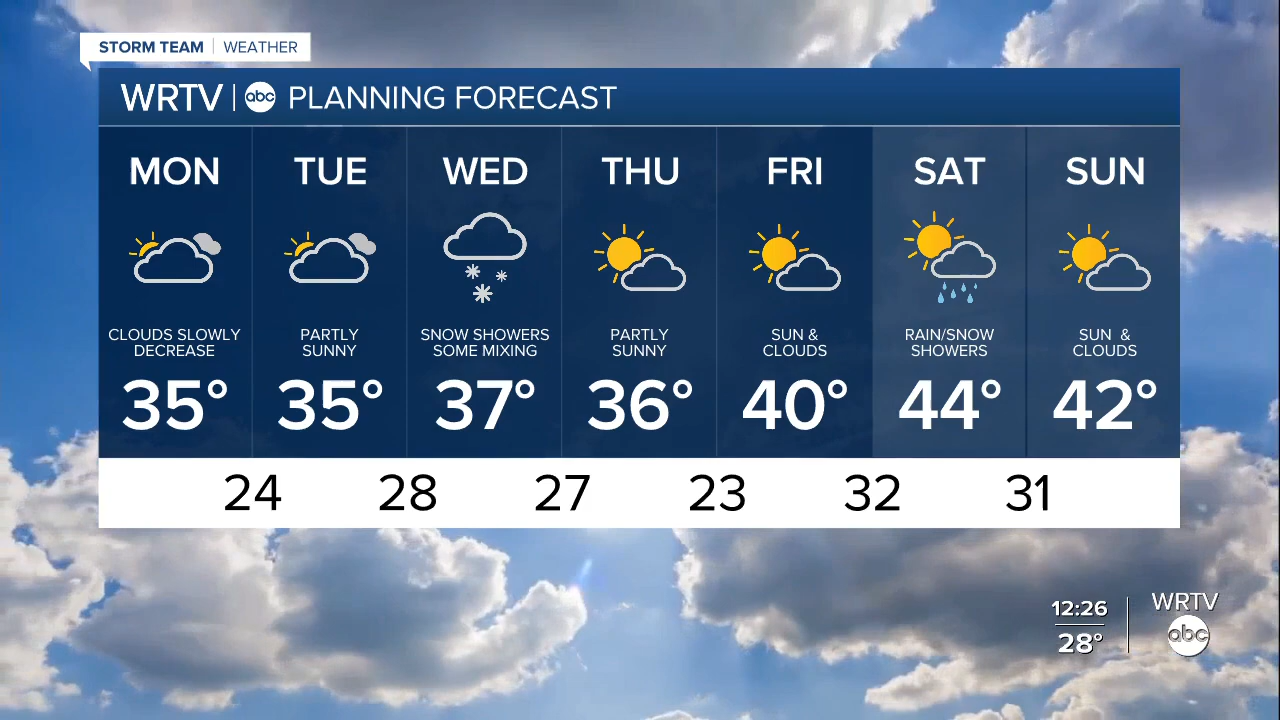 STORM TEAM | WEATHER
WRTV | abc PLANNING FORECAST
MON TUE WED THU FRI SAT SUN
CLOUDS SLOWLY DECREASE
PARTLY SUNNY
SNOW SHOWERS SOME MIXING
PARTLY SUNNY
SUN & CLOUDS
RAIN/SNOW SHOWERS
SUN & CLOUDS
35° 35° 37° 36° 40° 44° 42°
24 28 27 23 32 31
12:26
28°
WRTV
abc